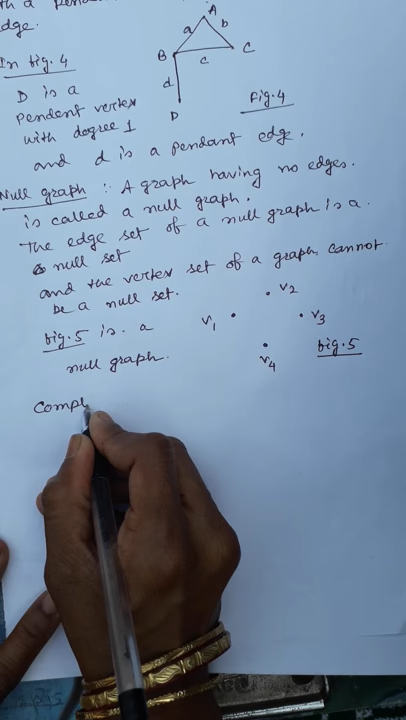 with a pendent
edge.
In fig. 4
A
a
b
B
c
C
d
D
Fig.4
D is a
pendent vertex
with degree 1
and d is a pendant edge.
Null graph : A graph having no edges.
is called a null graph.
The edge set of a null graph is a.
null set
and the vertex set of a graph cannot
be a null set.
fig.5 is a
null graph.
V1
V2
V3
V4
fig.5
Compl